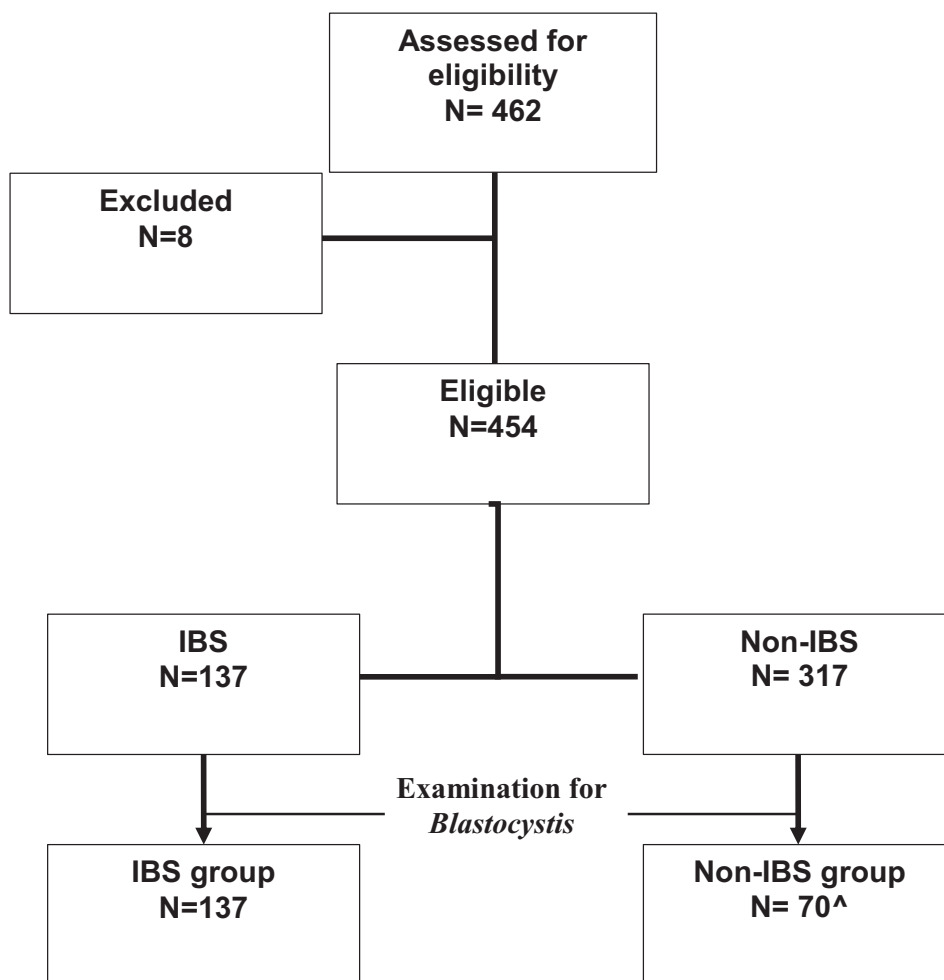 Assessed for
eligibility
N= 462
Excluded
N=8
Eligible
N=454
IBS
N=137
Non-IBS
N= 317
Examination for
Blastocystis
IBS group
N=137
Non-IBS group
N= 70^